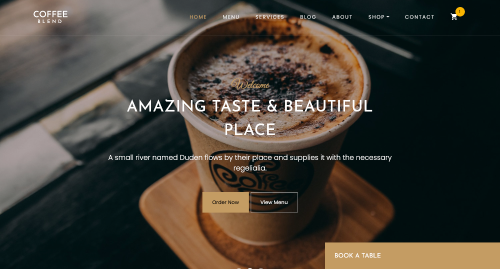 COFFEE
BLEND
HOME MENU SERVICES BLOG ABOUT SHOP CONTACT
Welcome
AMAZING TASTE & BEAUTIFUL
PLACE
A small river named Duden flows by their place and supplies it with the necessary
regelialia.
Order Now View Menu
BOOK A TABLE